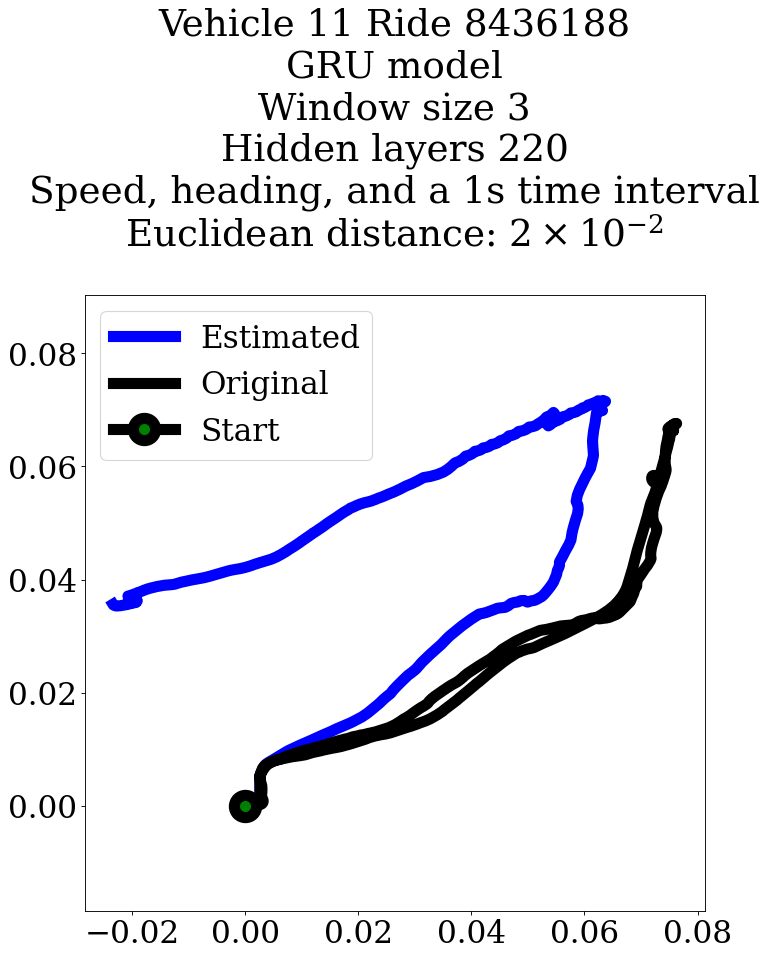 Vehicle 11 Ride 8436188
GRU model
Window size 3
Hidden layers 220
Speed, heading, and a 1s time interval
Euclidean distance: 2 × 10⁻²
Estimated
Original
Start
0.08
0.06
0.04
0.02
0.00
−0.02 0.00 0.02 0.04 0.06 0.08